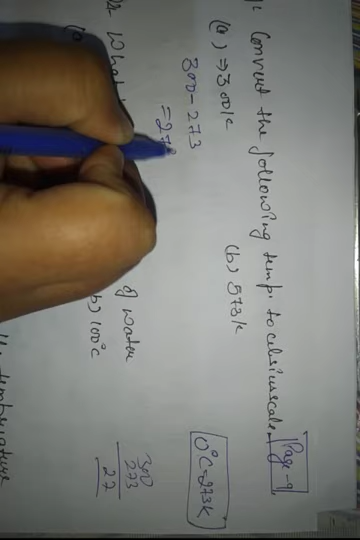 Page-9
Convert the following temp. to celsius scale
(a) ⇒ 300K (b) 573K
300-273
=27°
0°C=273K
300
273
27
What of water
(a) (b) 100°C
temperature